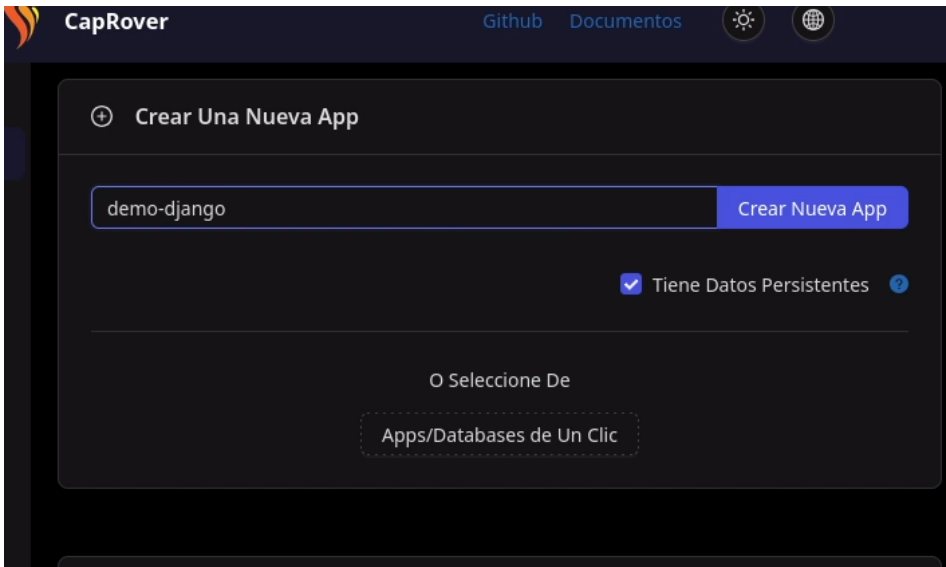 CapRover
Github Documentos
Crear Una Nueva App
demo-django
Crear Nueva App
Tiene Datos Persistentes ?
O Seleccione De
Apps/Databases de Un Clic